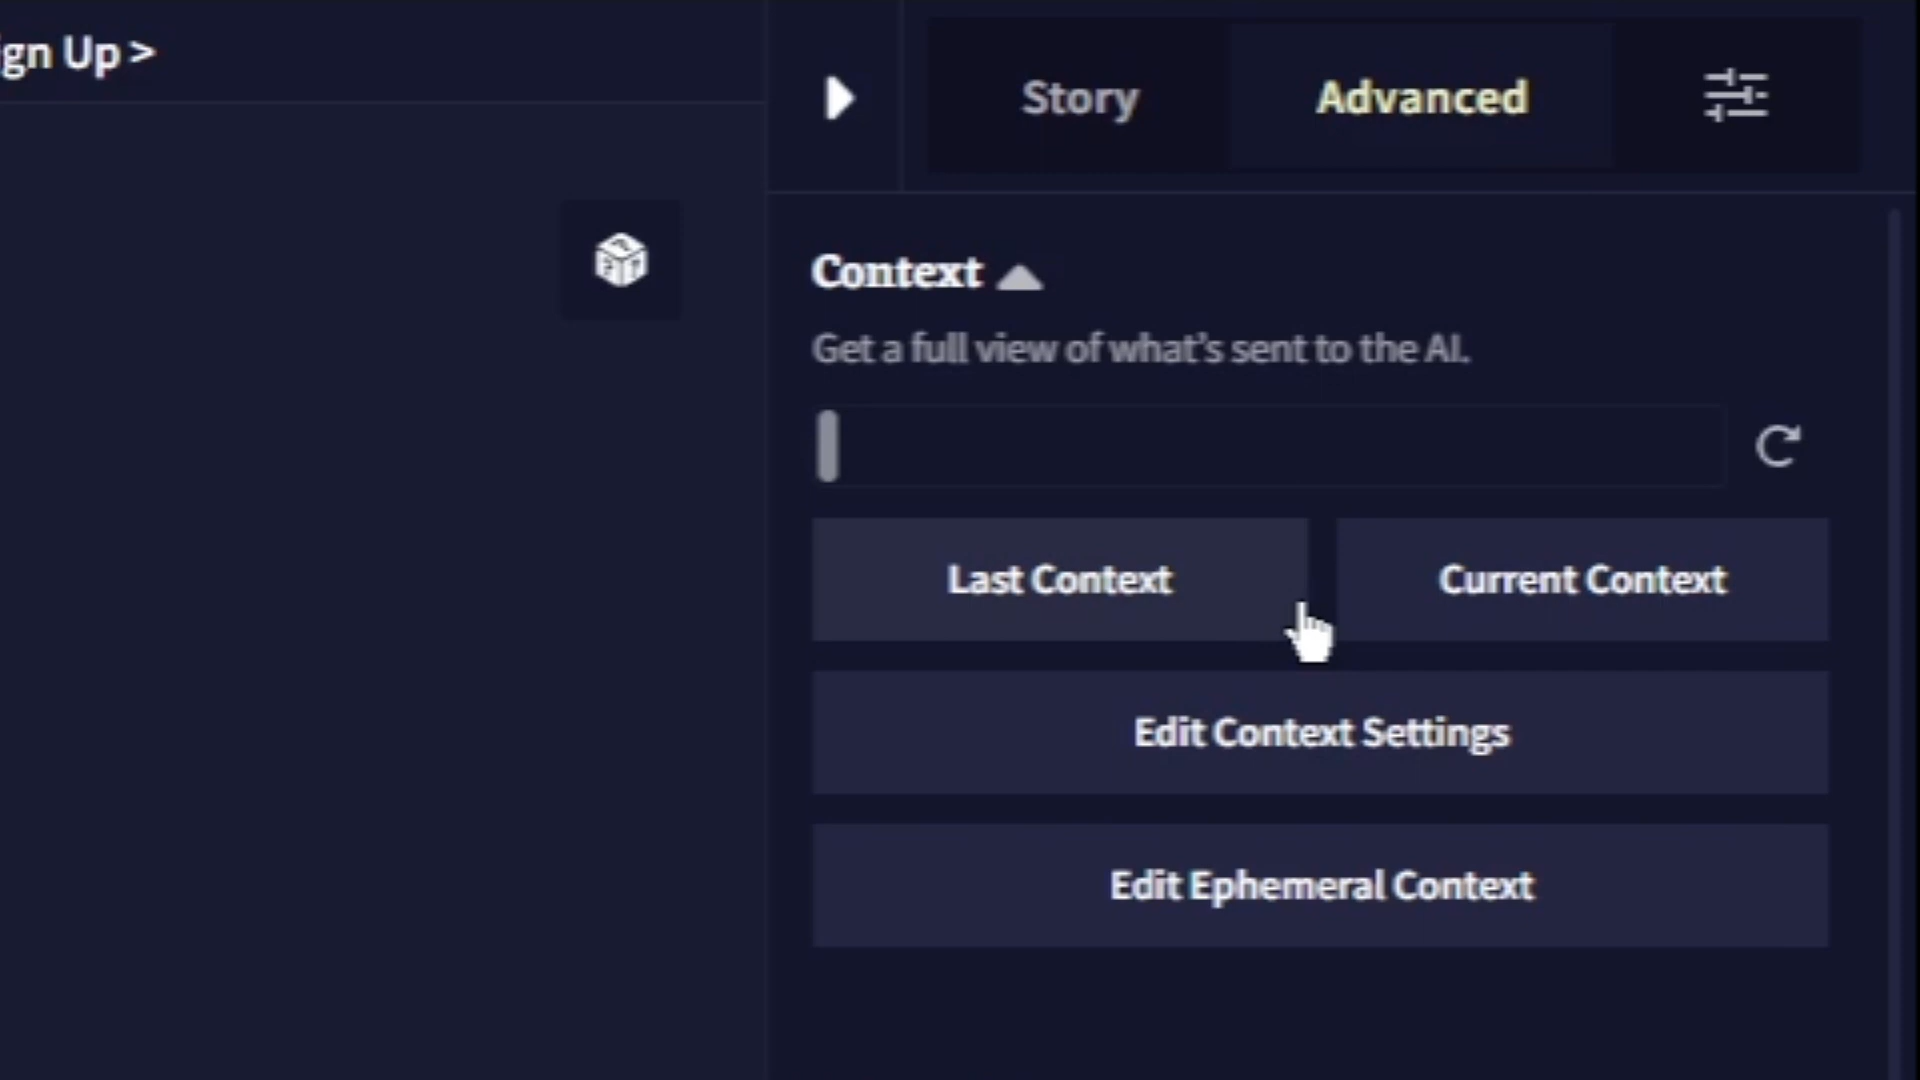 gn Up >
Story
Advanced
Context
Get a full view of what's sent to the AI.
Last Context
Current Context
Edit Context Settings
Edit Ephemeral Context